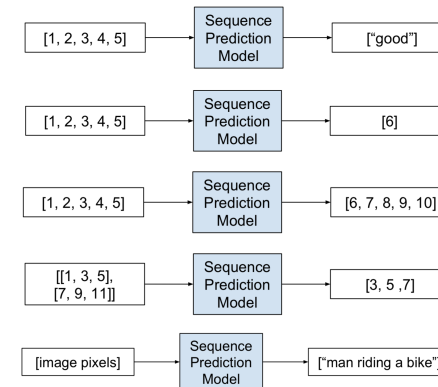 [1, 2, 3, 4, 5]
Sequence
Prediction
Model
["good"]
[1, 2, 3, 4, 5]
Sequence
Prediction
Model
[6]
[1, 2, 3, 4, 5]
Sequence
Prediction
Model
[6, 7, 8, 9, 10]
[[1, 3, 5],
[7, 9, 11]]
Sequence
Prediction
Model
[3, 5 ,7]
[image pixels]
Sequence
Prediction
Model
["man riding a bike"]